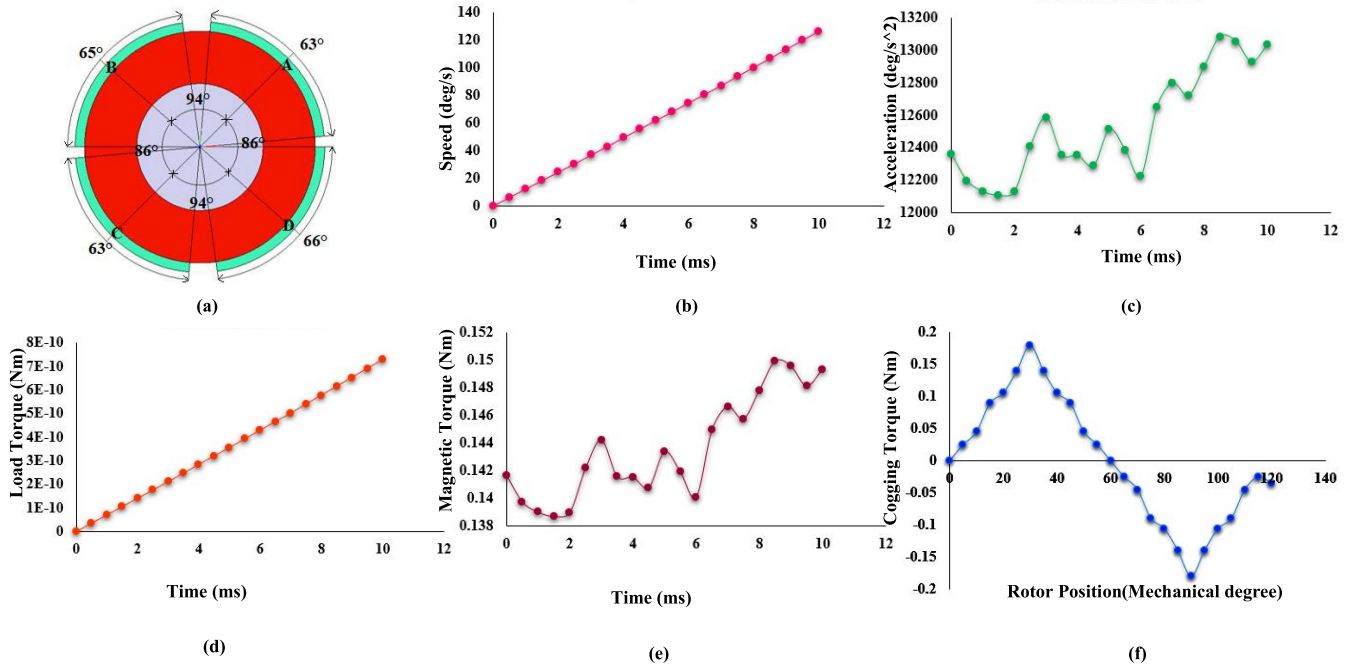 65°
63°
B
A
94°
86°
86°
94°
C
D
63°
66°
(a)
Speed (deg/s)
140
120
100
80
60
40
20
0
0 2 4 6 8 10 12
Time (ms)
(b)
Acceleration (deg/s^2)
13200
13000
12800
12600
12400
12200
12000
0 2 4 6 8 10 12
Time (ms)
(c)
Load Torque (Nm)
8E-10
7E-10
6E-10
5E-10
4E-10
3E-10
2E-10
1E-10
0
0 2 4 6 8 10 12
Time (ms)
(d)
Magnetic Torque (Nm)
0.152
0.15
0.148
0.146
0.144
0.142
0.14
0.138
0 2 4 6 8 10 12
Time (ms)
(e)
Cogging Torque (Nm)
0.2
0.15
0.1
0.05
0
-0.05
-0.1
-0.15
-0.2
0 20 40 60 80 100 120 140
Rotor Position(Mechanical degree)
(f)